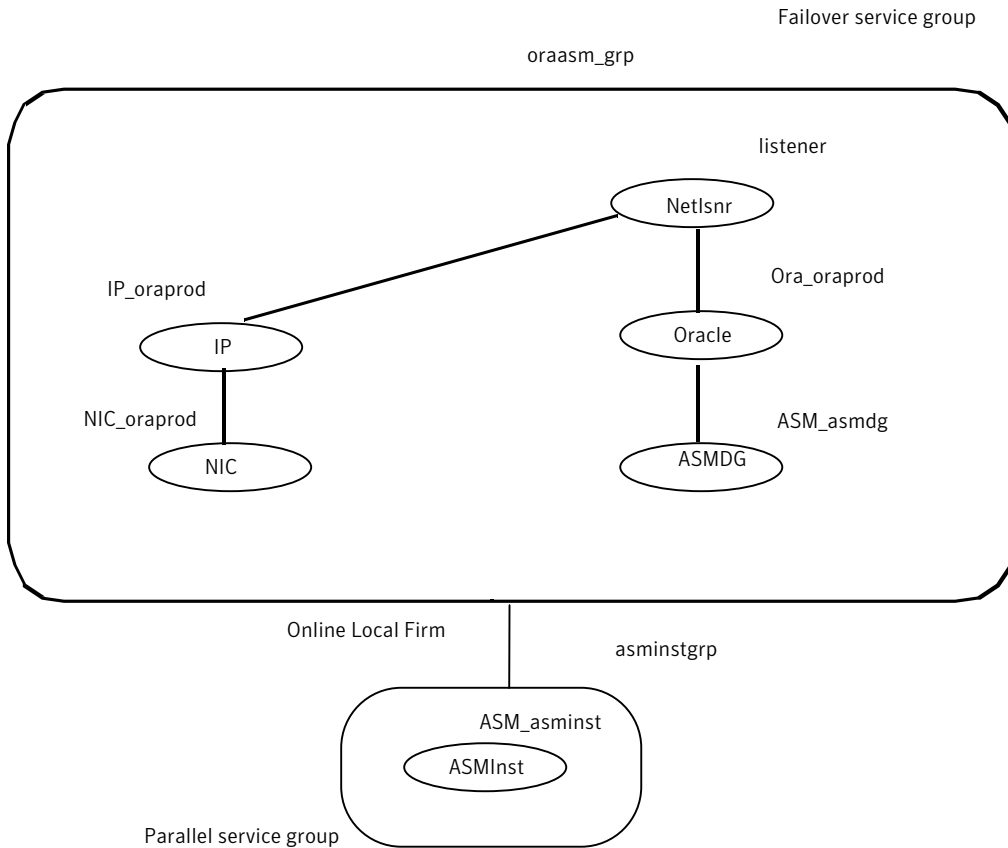 Failover service group
oraasm_grp
listener
Netlsnr
Ora_oraprod
IP_oraprod
Oracle
IP
NIC_oraprod
ASM_asmdg
ASMDG
NIC
Online Local Firm
asminstgrp
ASM_asminst
ASMInst
Parallel service group